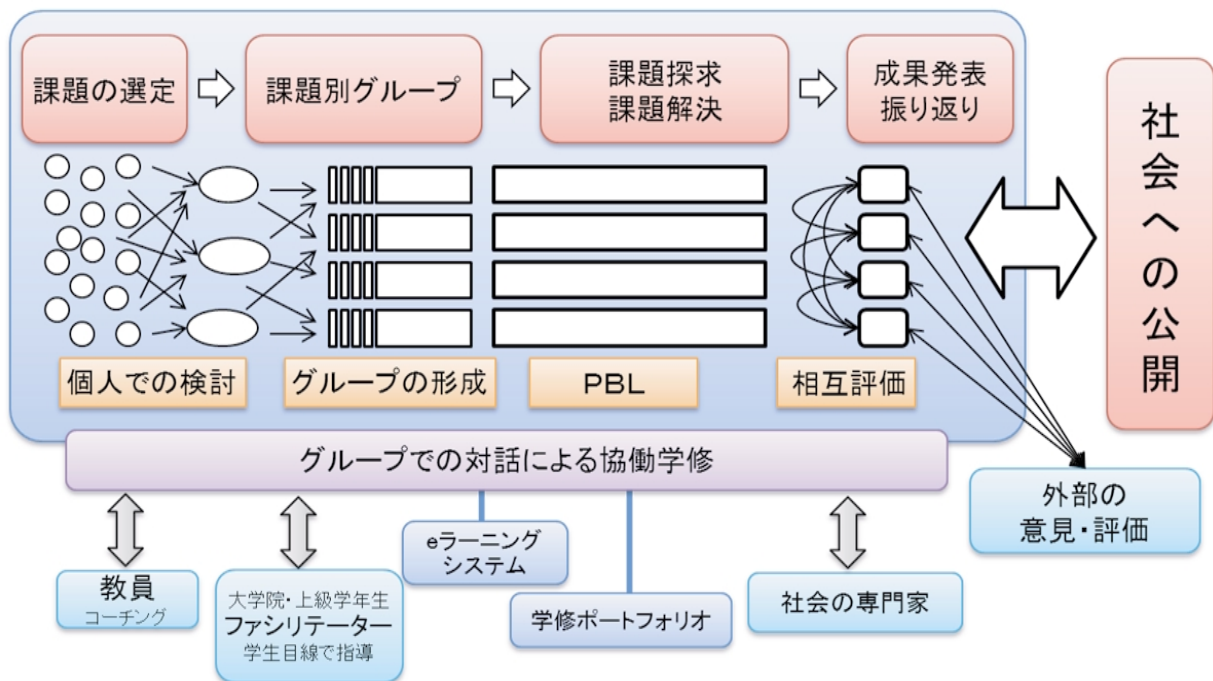 課題の選定
課題別グループ
課題探求
課題解決
成果発表
振り返り
社会への公開
個人での検討
グループの形成
PBL
相互評価
グループでの対話による協働学修
外部の
意見・評価
eラーニング
システム
教員
コーチング
大学院・上級学年生
ファシリテーター
学生目線で指導
学修ポートフォリオ
社会の専門家